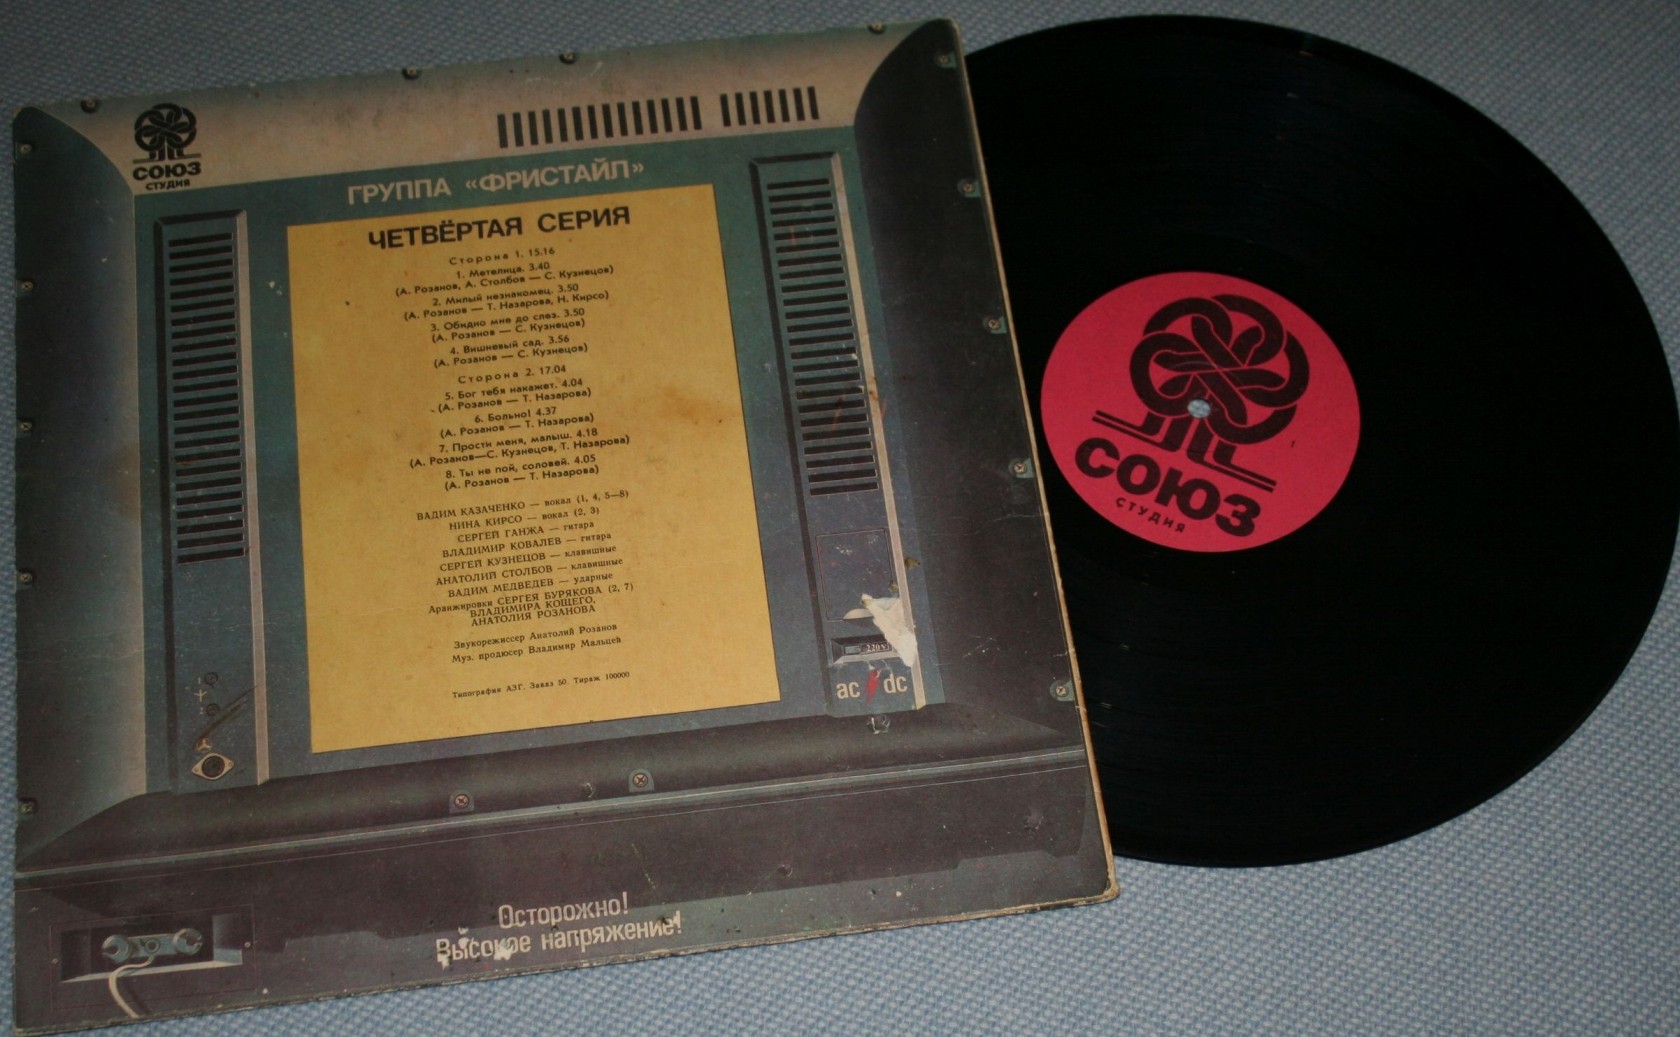 СОЮЗ
СТУДИЯ
ГРУППА «ФРИСТАЙЛ»
ЧЕТВЁРТАЯ СЕРИЯ
Сторона 1. 15.16
1. Метелица. 3.40
(А. Розанов, А. Столбов — С. Кузнецов)
2. Милый незнакомец. 3.50
(А. Розанов — Т. Назарова, Н. Кирсо)
3. Обидно мне до слез. 3.50
(А. Розанов — С. Кузнецов)
4. Вишневый сад. 3.56
(А. Розанов — С. Кузнецов)
Сторона 2. 17.04
5. Бог тебя накажет. 4.04
(А. Розанов — Т. Назарова)
6. Больно! 4.37
(А. Розанов — Т. Назарова)
7. Прости меня, малыш. 4.18
(А. Розанов—С. Кузнецов, Т. Назарова)
8. Ты не пой, соловей. 4.05
(А. Розанов — Т. Назарова)
ВАДИМ КАЗАЧЕНКО — вокал (1, 4, 5—8)
НИНА КИРСО — вокал (2, 3)
СЕРГЕЙ ГАНЖА — гитара
ВЛАДИМИР КОВАЛЕВ — гитара
СЕРГЕЙ КУЗНЕЦОВ — клавишные
АНАТОЛИЙ СТОЛБОВ — клавишные
ВАДИМ МЕДВЕДЕВ — ударные
Аранжировки СЕРГЕЯ БУРЯКОВА (2, 7)
ВЛАДИМИРА КОЩЕГО,
АНАТОЛИЯ РОЗАНОВА
Звукорежиссер Анатолий Розанов
Муз. продюсер Владимир Мальцев
Типография АЗГ. Заказ 50. Тираж 100000
220v
ac dc
Осторожно!
Высокое напряжение!
СОЮЗ
СТУДИЯ